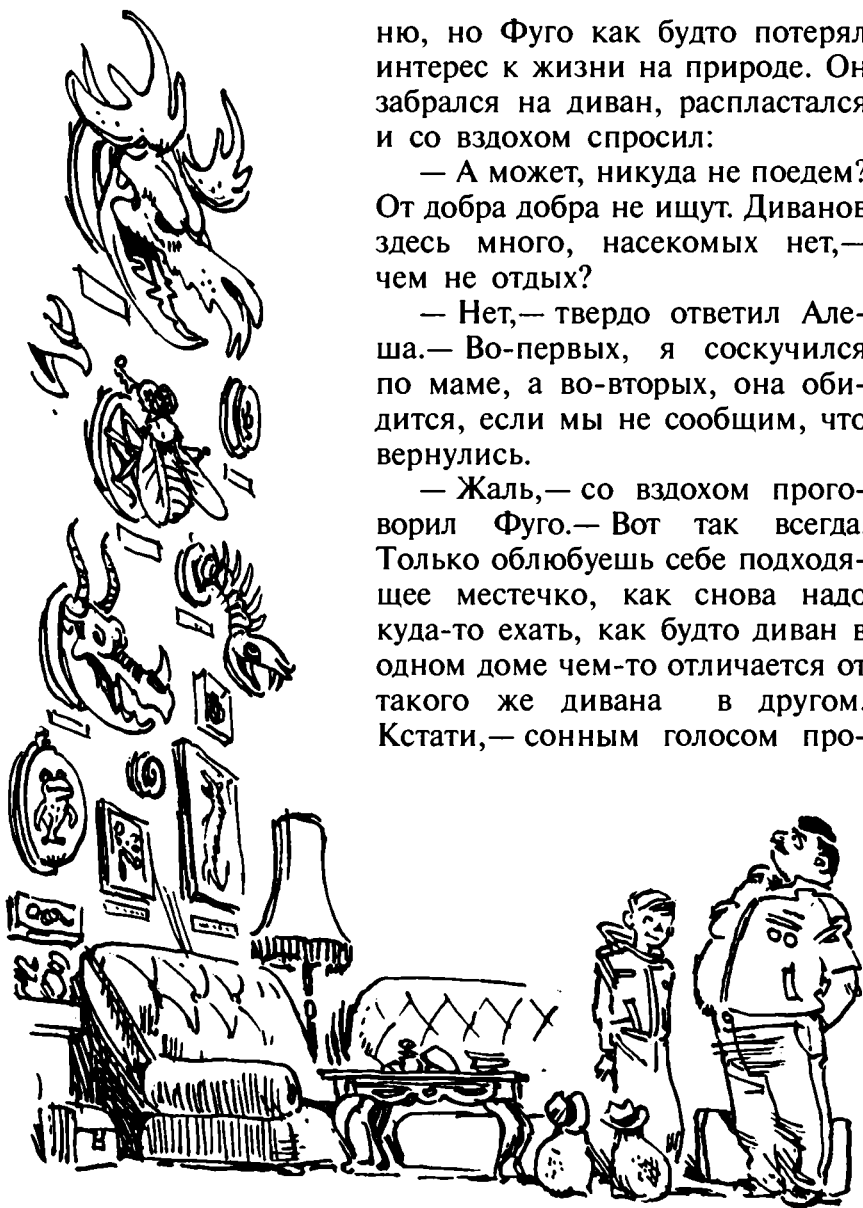 ню, но Фуго как будто потерял
интерес к жизни на природе. Он
забрался на диван, распластался
и со вздохом спросил:
— А может, никуда не поедем?
От добра добра не ищут. Диванов
здесь много, насекомых нет,—
чем не отдых?
— Нет,— твердо ответил Але-
ша.— Во-первых, я соскучился
по маме, а во-вторых, она оби-
дится, если мы не сообщим, что
вернулись.
— Жаль,— со вздохом прого-
ворил Фуго.— Вот так всегда.
Только облюбуешь себе подходя-
щее местечко, как снова надо
куда-то ехать, как будто диван в
одном доме чем-то отличается от
такого же дивана в другом.
Кстати,— сонным голосом про-